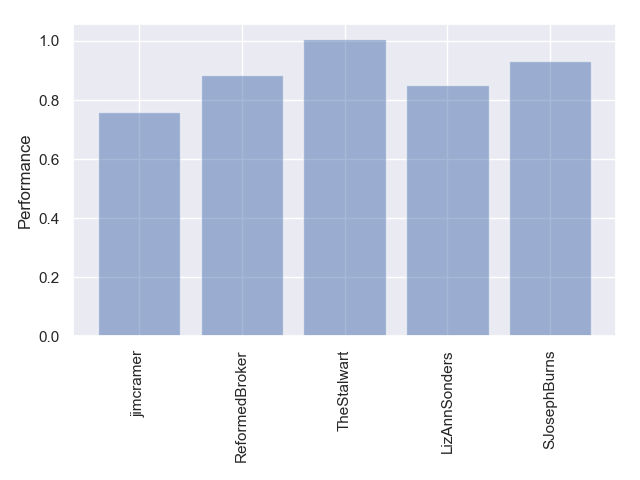 1.0
0.8
0.6
0.4
0.2
0.0
Performance
jimcramer
ReformedBroker
TheStalwart
LizAnnSonders
SJosephBurns